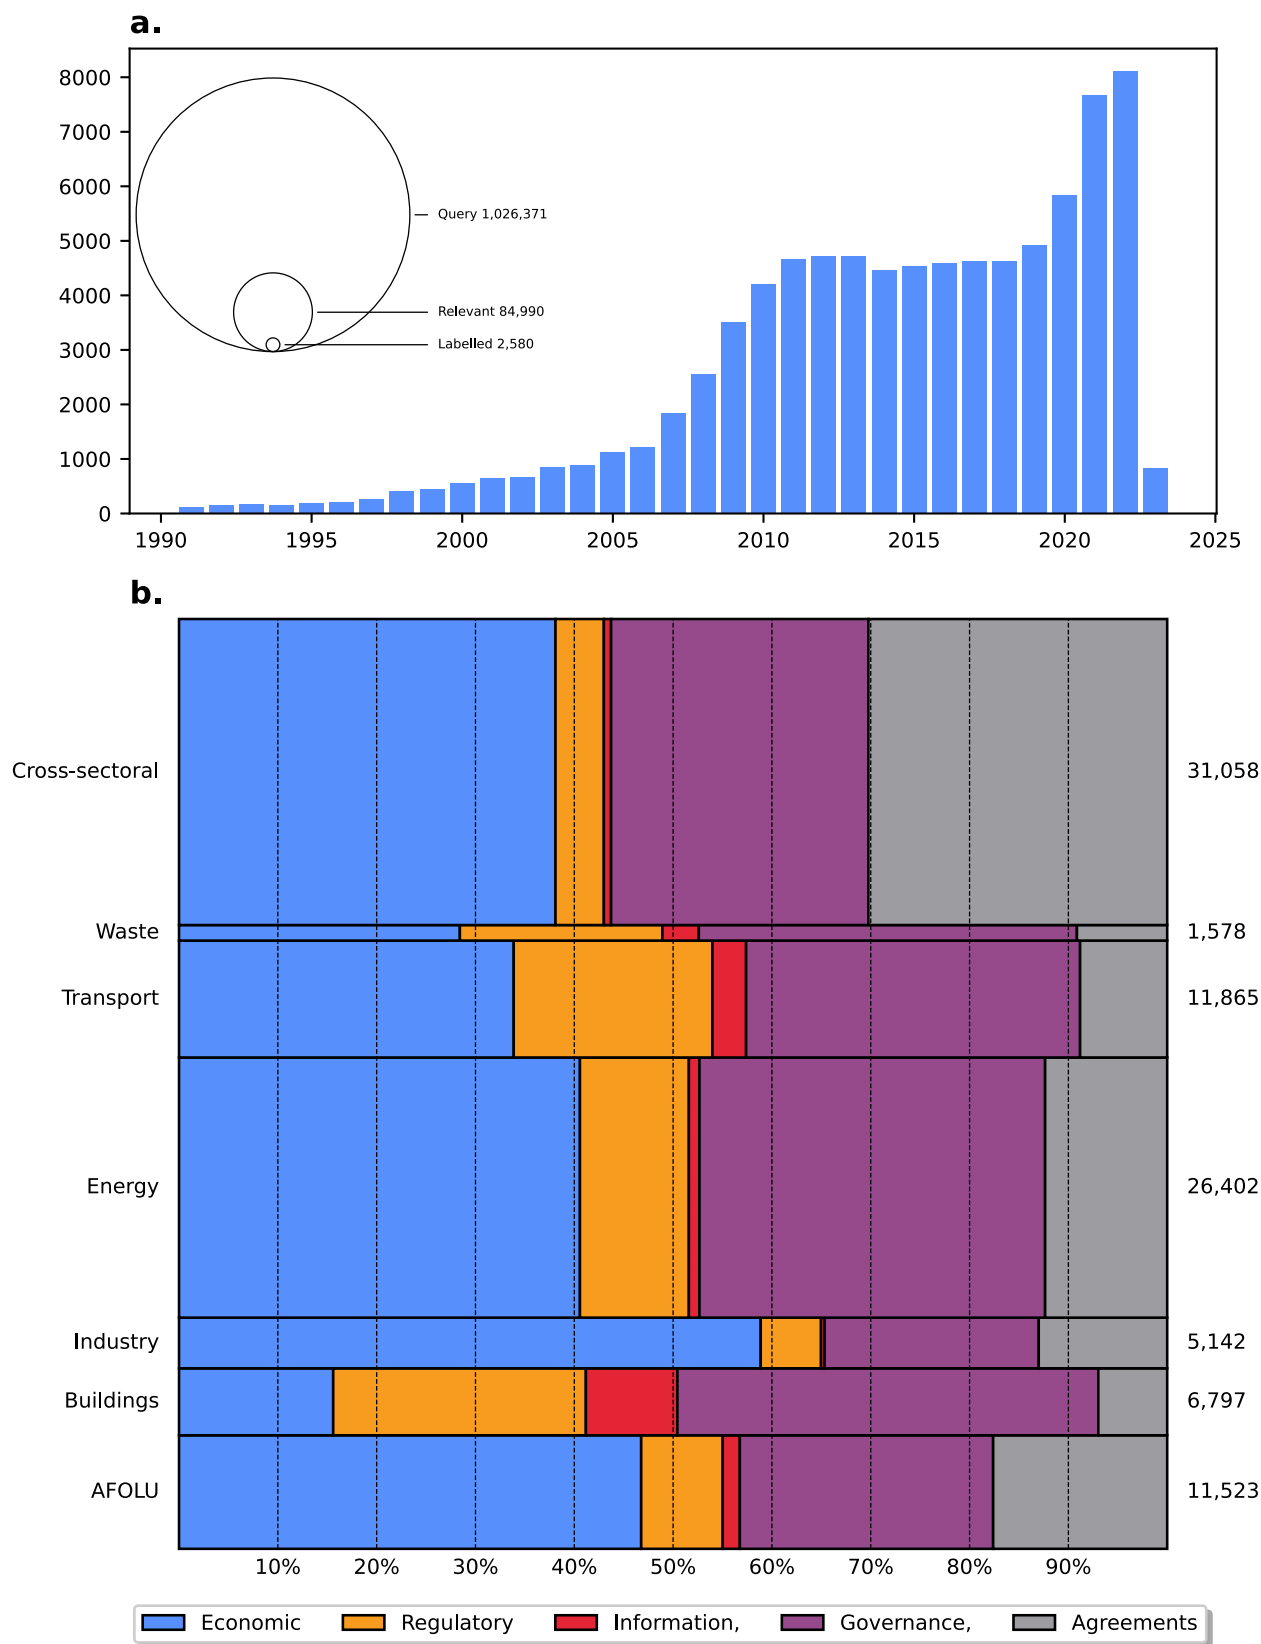 a.
8000
7000
6000
5000
4000
3000
2000
1000
0
Query 1,026,371
Relevant 84,990
Labelled 2,580
1990 1995 2000 2005 2010 2015 2020 2025
b.
Cross-sectoral 31,058
Waste 1,578
Transport 11,865
Energy 26,402
Industry 5,142
Buildings 6,797
AFOLU 11,523
10% 20% 30% 40% 50% 60% 70% 80% 90%
Economic Regulatory Information, Governance, Agreements